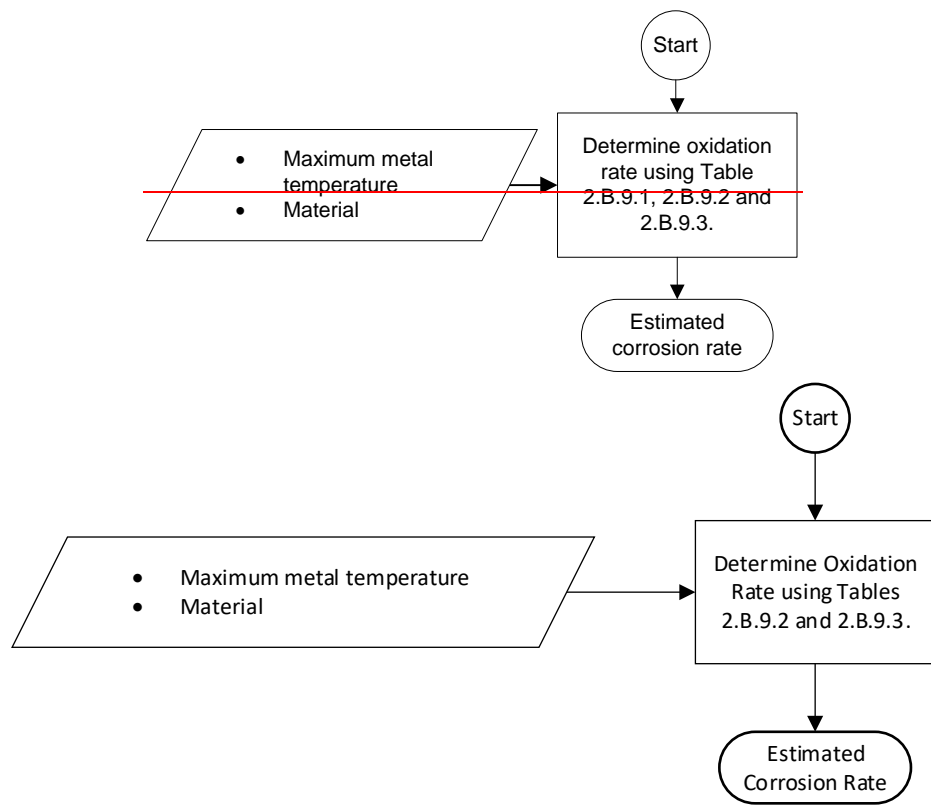 Start
• Maximum metal
temperature
• Material
Determine oxidation
rate using Table
2.B.9.1, 2.B.9.2 and
2.B.9.3.
Estimated
corrosion rate
Start
• Maximum metal temperature
• Material
Determine Oxidation
Rate using Tables
2.B.9.2 and 2.B.9.3.
Estimated
Corrosion Rate